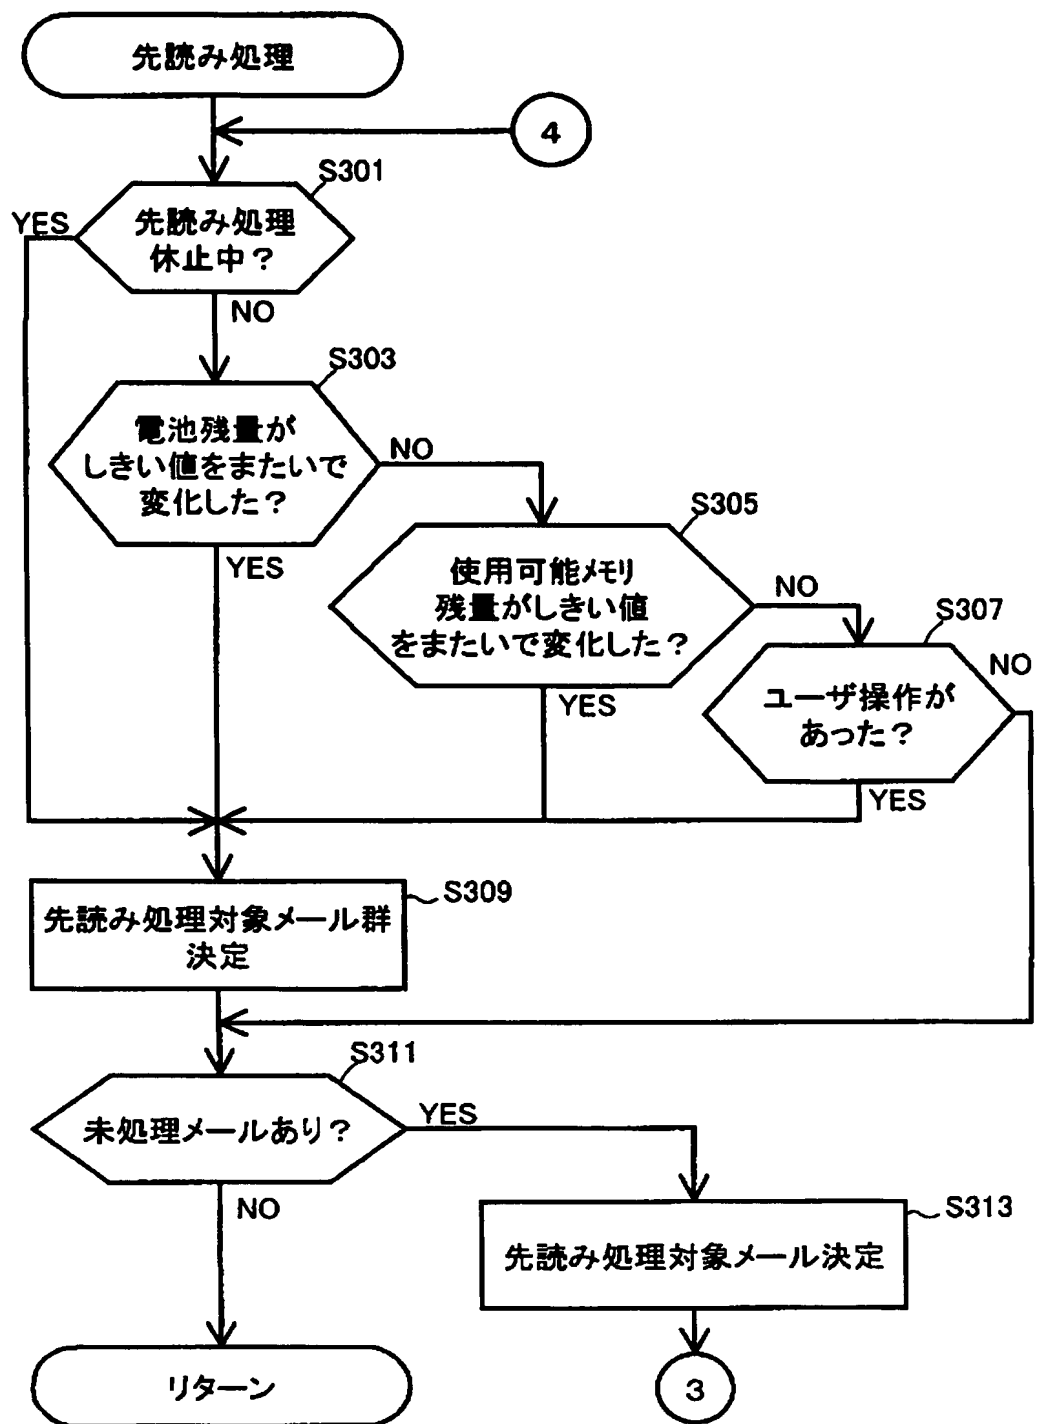 先読み処理
4
S301
YES
先読み処理
休止中？
NO
S303
電池残量が
しきい値をまたいで
変化した？
NO
YES
S305
使用可能メモリ
残量がしきい値
をまたいで変化した？
NO
YES
S307
NO
ユーザ操作が
あった？
YES
S309
先読み処理対象メール群
決定
S311
未処理メールあり？
YES
NO
S313
先読み処理対象メール決定
リターン
3